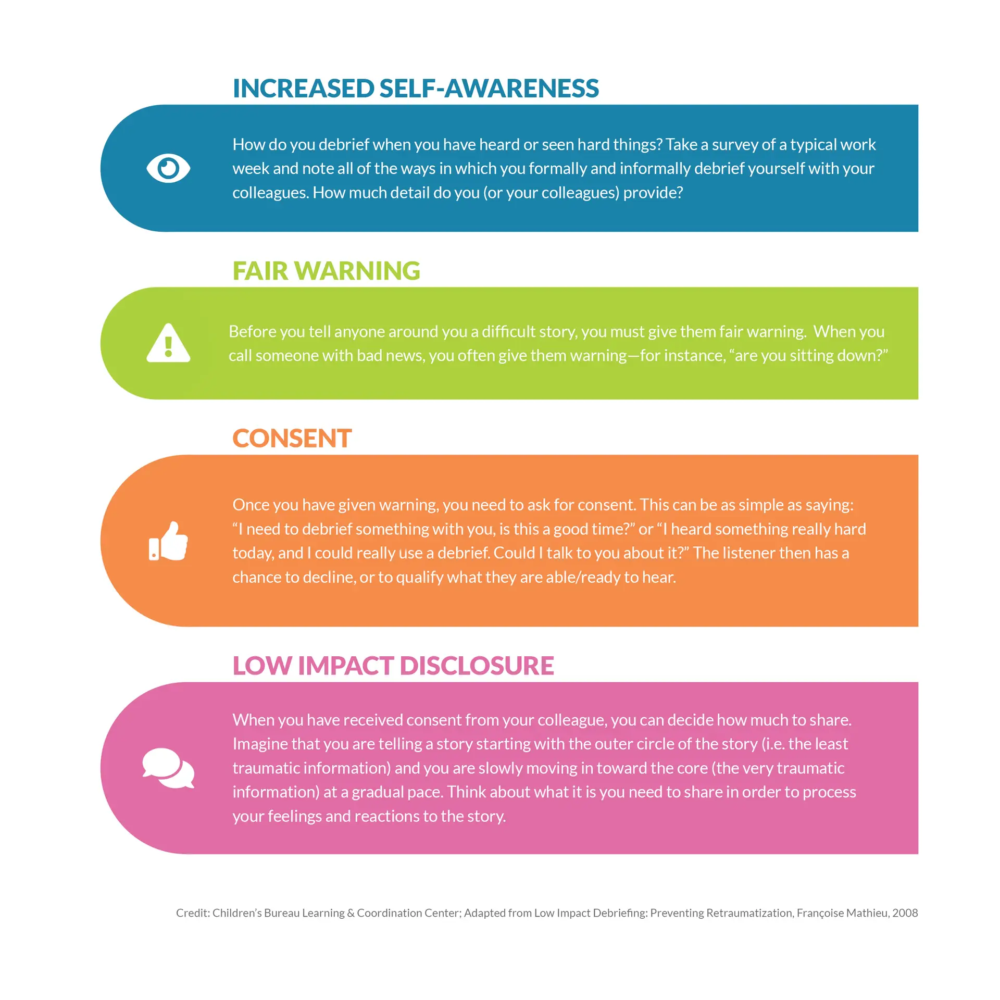 INCREASED SELF-AWARENESS
How do you debrief when you have heard or seen hard things? Take a survey of a typical work
week and note all of the ways in which you formally and informally debrief yourself with your
colleagues. How much detail do you (or your colleagues) provide?
FAIR WARNING
Before you tell anyone around you a difficult story, you must give them fair warning.  When you
call someone with bad news, you often give them warning—for instance, “are you sitting down?”
CONSENT
Once you have given warning, you need to ask for consent. This can be as simple as saying:
“I need to debrief something with you, is this a good time?” or “I heard something really hard
today, and I could really use a debrief. Could I talk to you about it?” The listener then has a
chance to decline, or to qualify what they are able/ready to hear.
LOW IMPACT DISCLOSURE
When you have received consent from your colleague, you can decide how much to share.
Imagine that you are telling a story starting with the outer circle of the story (i.e. the least
traumatic information) and you are slowly moving in toward the core (the very traumatic
information) at a gradual pace. Think about what it is you need to share in order to process
your feelings and reactions to the story.
Credit: Children’s Bureau Learning & Coordination Center; Adapted from Low Impact Debriefing: Preventing Retraumatization, Françoise Mathieu, 2008